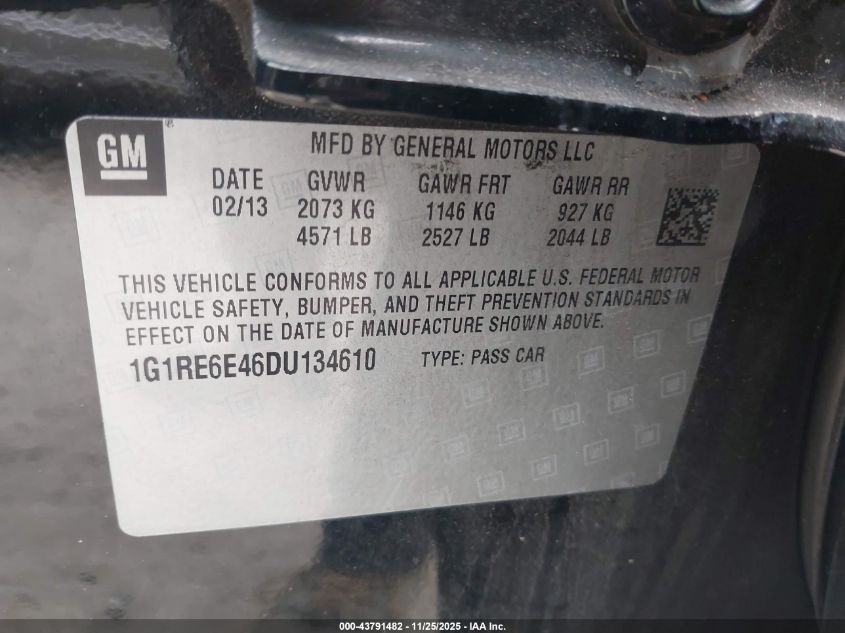 GM®
MFD BY GENERAL MOTORS LLC
DATE GVWR GAWR FRT GAWR RR
02/13 2073 KG 1146 KG 927 KG
4571 LB 2527 LB 2044 LB
THIS VEHICLE CONFORMS TO ALL APPLICABLE U.S. FEDERAL MOTOR
VEHICLE SAFETY, BUMPER, AND THEFT PREVENTION STANDARDS IN
EFFECT ON THE DATE OF MANUFACTURE SHOWN ABOVE.
1G1RE6E46DU134610 TYPE: PASS CAR
000-43791482 - 11/25/2025 - IAA Inc.